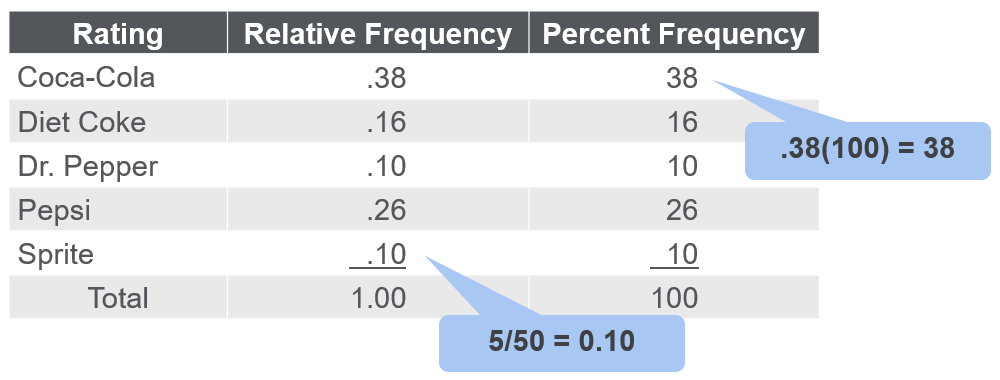 Rating Relative Frequency Percent Frequency
Coca-Cola .38 38
Diet Coke .16 16
.38(100) = 38
Dr. Pepper .10 10
Pepsi .26 26
Sprite .10 10
Total 1.00 100
5/50 = 0.10